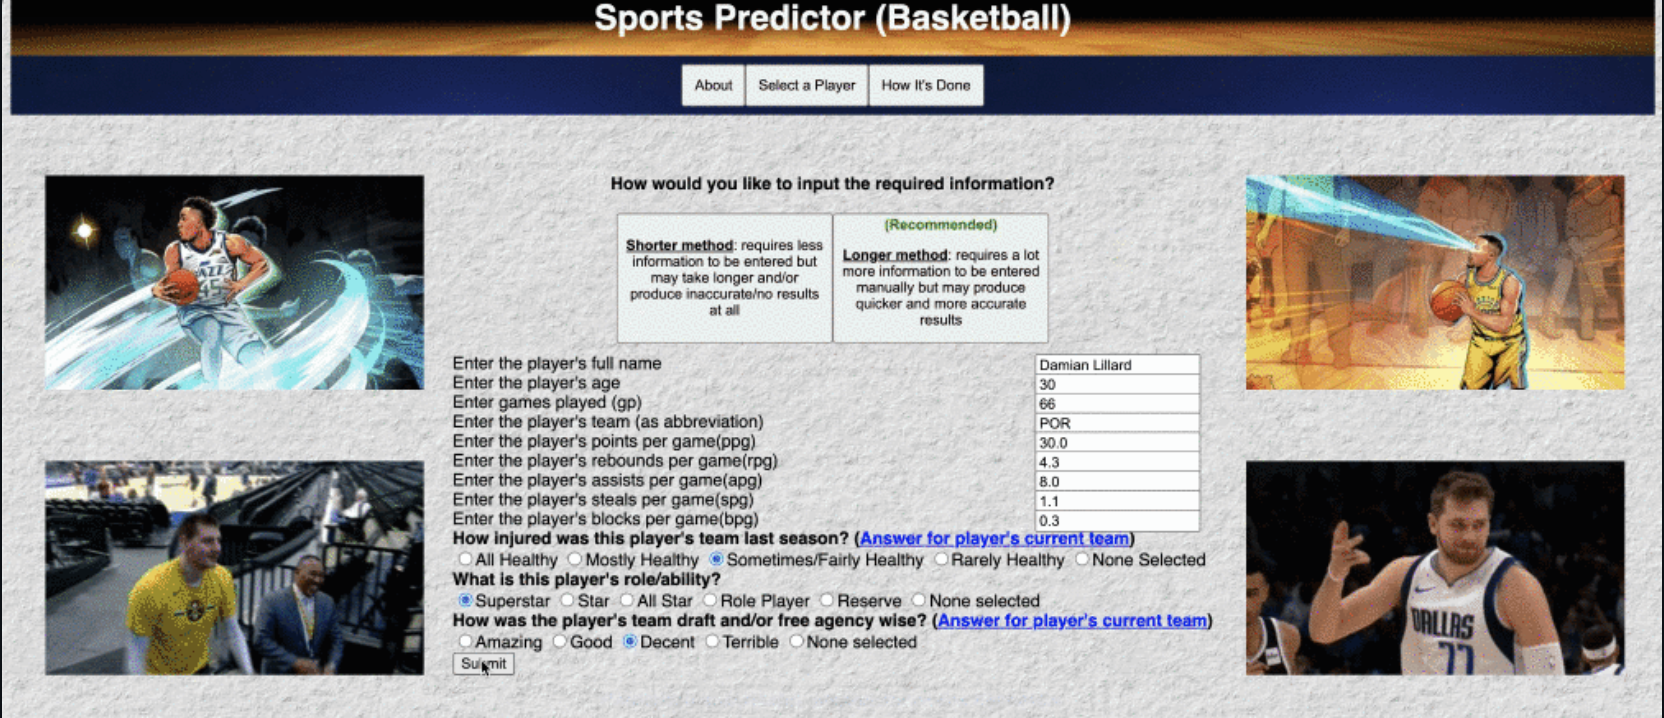 Sports Predictor (Basketball)
About
Select a Player
How It's Done
How would you like to input the required information?
Shorter method: requires less
information to be entered but
may take longer and/or
produce inaccurate/no results
at all
(Recommended)
Longer method: requires a lot
more information to be entered
manually but may produce
quicker and more accurate
results
Enter the player's full name
Damian Lillard
Enter the player's age
30
Enter games played (gp)
66
Enter the player's team (as abbreviation)
POR
Enter the player's points per game(ppg)
30.0
Enter the player's rebounds per game(rpg)
4.3
Enter the player's assists per game(apg)
8.0
Enter the player's steals per game(spg)
1.1
Enter the player's blocks per game(bpg)
0.3
How injured was this player's team last season? (Answer for player's current team)
All Healthy Mostly Healthy Sometimes/Fairly Healthy Rarely Healthy None Selected
What is this player's role/ability?
Superstar Star All Star Role Player Reserve None selected
How was the player's team draft and/or free agency wise? (Answer for player's current team)
Amazing Good Decent Terrible None selected
Submit
45
DALLAS
77